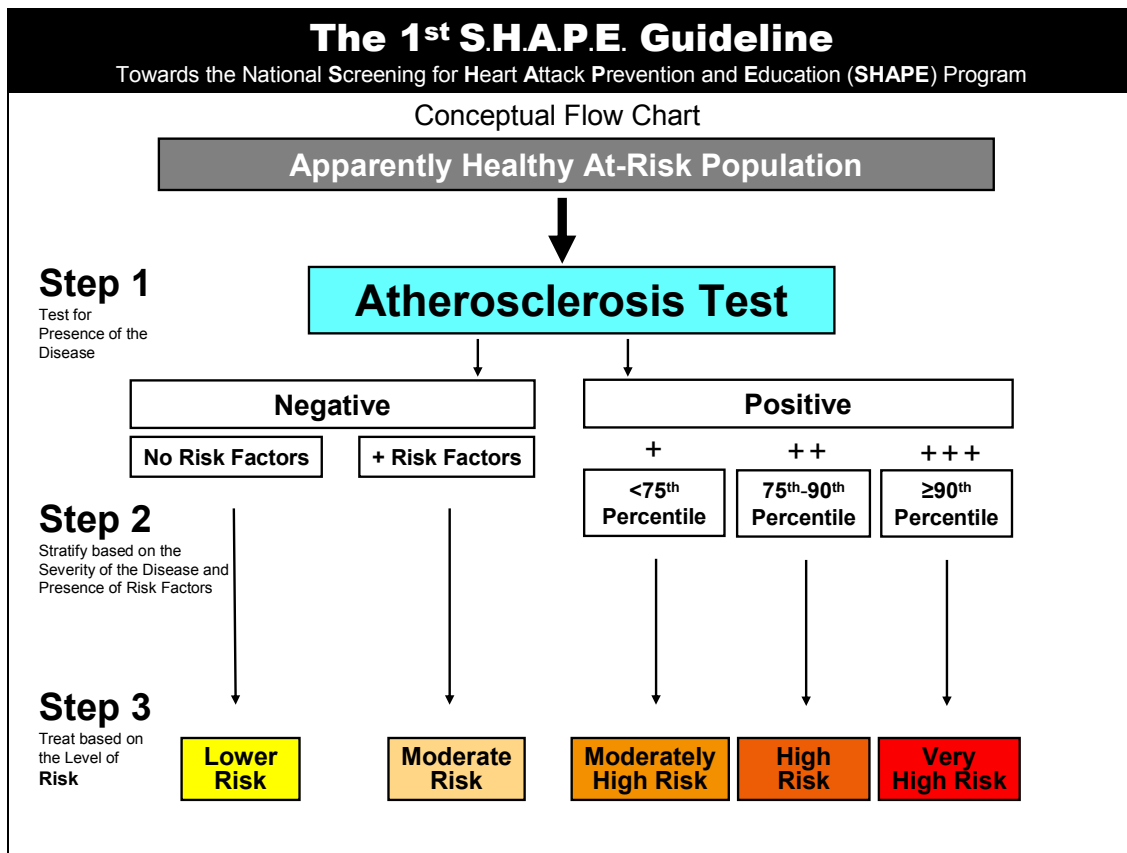 The 1st S.H.A.P.E. Guideline
Towards the National Screening for Heart Attack Prevention and Education (SHAPE) Program
Conceptual Flow Chart
Apparently Healthy At-Risk Population
Step 1
Test for
Presence of the
Disease
Atherosclerosis Test
Negative
Positive
No Risk Factors
+ Risk Factors
+
++
+++
<75th
Percentile
75th-90th
Percentile
≥90th
Percentile
Step 2
Stratify based on the
Severity of the Disease and
Presence of Risk Factors
Step 3
Treat based on
the Level of
Risk
Lower
Risk
Moderate
Risk
Moderately
High Risk
High
Risk
Very
High Risk